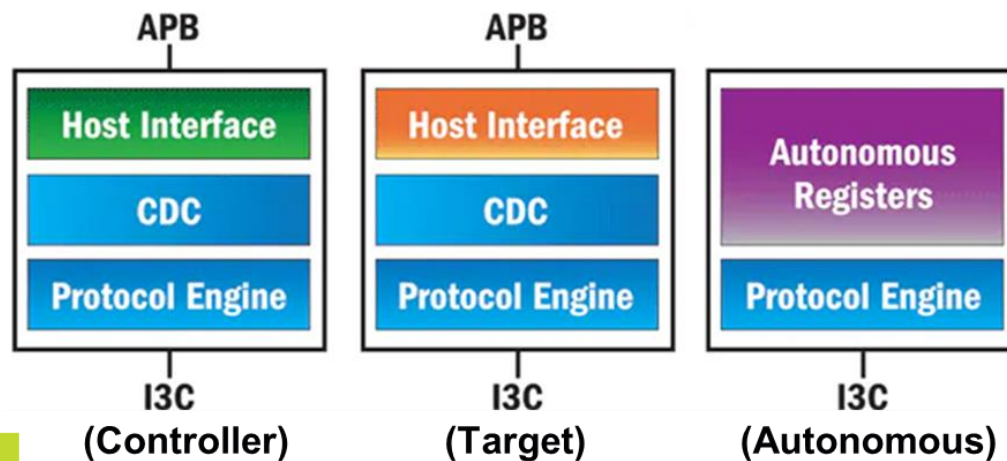 APB
Host Interface
CDC
Protocol Engine
I3C
(Controller)
APB
Host Interface
CDC
Protocol Engine
I3C
(Target)
Autonomous
Registers
Protocol Engine
I3C
(Autonomous)